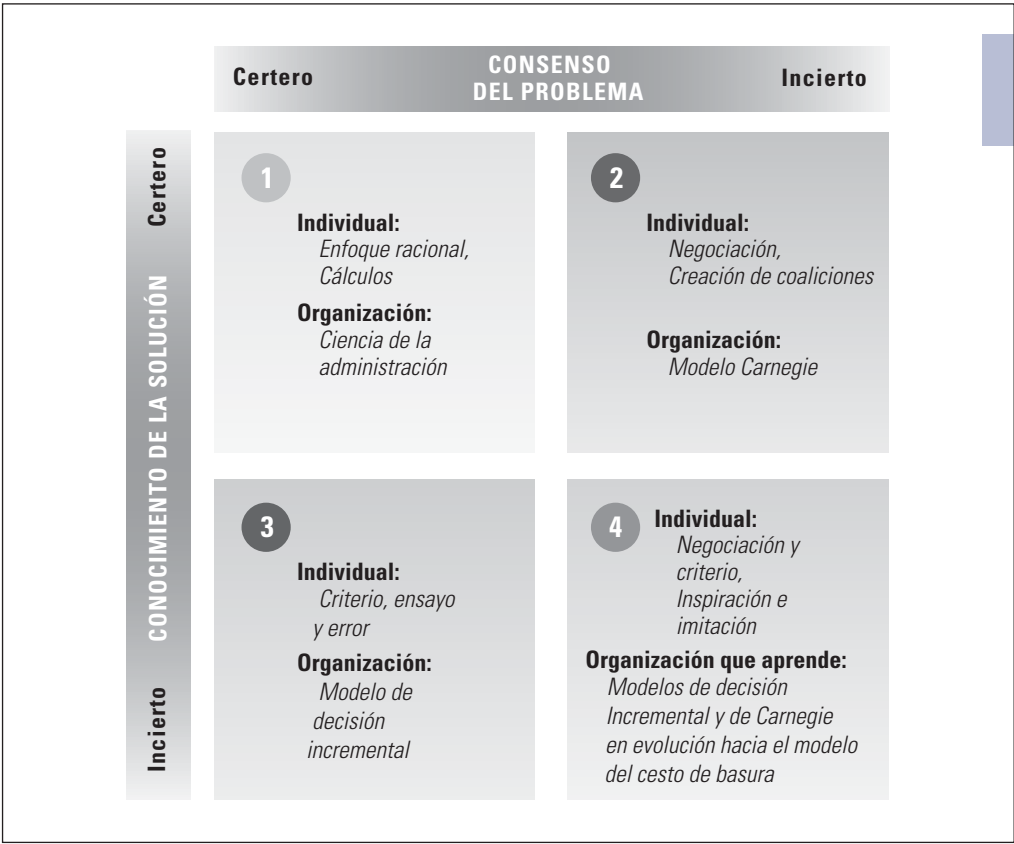 Certero
CONSENSO
DEL PROBLEMA
Incierto
Certero
CONOCIMIENTO DE LA SOLUCIÓN
Incierto
1
Individual:
Enfoque racional,
Cálculos
Organización:
Ciencia de la
administración
2
Individual:
Negociación,
Creación de coaliciones
Organización:
Modelo Carnegie
3
Individual:
Criterio, ensayo
y error
Organización:
Modelo de
decisión
incremental
4
Individual:
Negociación y
criterio,
Inspiración e
imitación
Organización que aprende:
Modelos de decisión
Incremental y de Carnegie
en evolución hacia el modelo
del cesto de basura